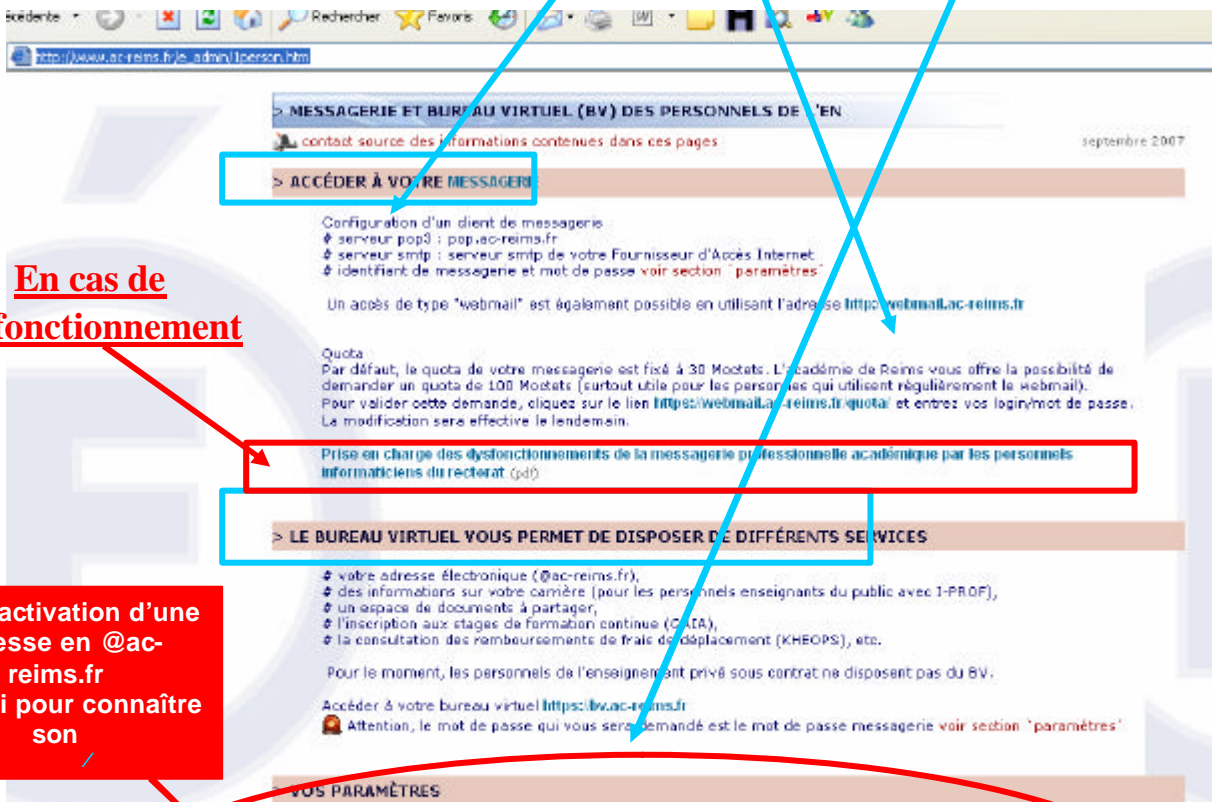 Précédente
Rechercher Favoris
http://www.ac-reims.fr/e_admin/1person.htm
> MESSAGERIE ET BUREAU VIRTUEL (BV) DES PERSONNELS DE L'EN
contact source des informations contenues dans ces pages
septembre 2007
> ACCÉDER À VOTRE MESSAGERIE
Configuration d'un client de messagerie
# serveur pop3 : pop.ac-reims.fr
# serveur smtp : serveur smtp de votre Fournisseur d'Accès Internet
# identifiant de messagerie et mot de passe voir section `paramètres`
Un accès de type "webmail" est également possible en utilisant l'adresse http://webmail.ac-reims.fr
En cas de
fonctionnement
Quota
Par défaut, le quota de votre messagerie est fixé à 30 Moctets. L'académie de Reims vous offre la possibilité de
demander un quota de 100 Moctets (surtout utile pour les personnes qui utilisent régulièrement le webmail).
Pour valider cette demande, cliquez sur le lien https://webmail.ac-reims.fr/quota/ et entrez vos login/mot de passe.
La modification sera effective le lendemain.
Prise en charge des dysfonctionnements de la messagerie professionnelle académique par les personnels
informaticiens du rectorat (pdf)
> LE BUREAU VIRTUEL VOUS PERMET DE DISPOSER DE DIFFÉRENTS SERVICES
# votre adresse électronique (@ac-reims.fr),
# des informations sur votre carrière (pour les personnels enseignants du public avec I-PROF),
# un espace de documents à partager,
# l'inscription aux stages de formation continue (GAIA),
# la consultation des remboursements de frais de déplacement (KHEOPS), etc.
Pour le moment, les personnels de l'enseignement privé sous contrat ne disposent pas du BV.
Accéder à votre bureau virtuel https://bv.ac-reims.fr
Attention, le mot de passe qui vous sera demandé est le mot de passe messagerie voir section `paramètres`
activation d'une
esse en @ac-
reims.fr
i pour connaître
son
/
> VOS PARAMÈTRES